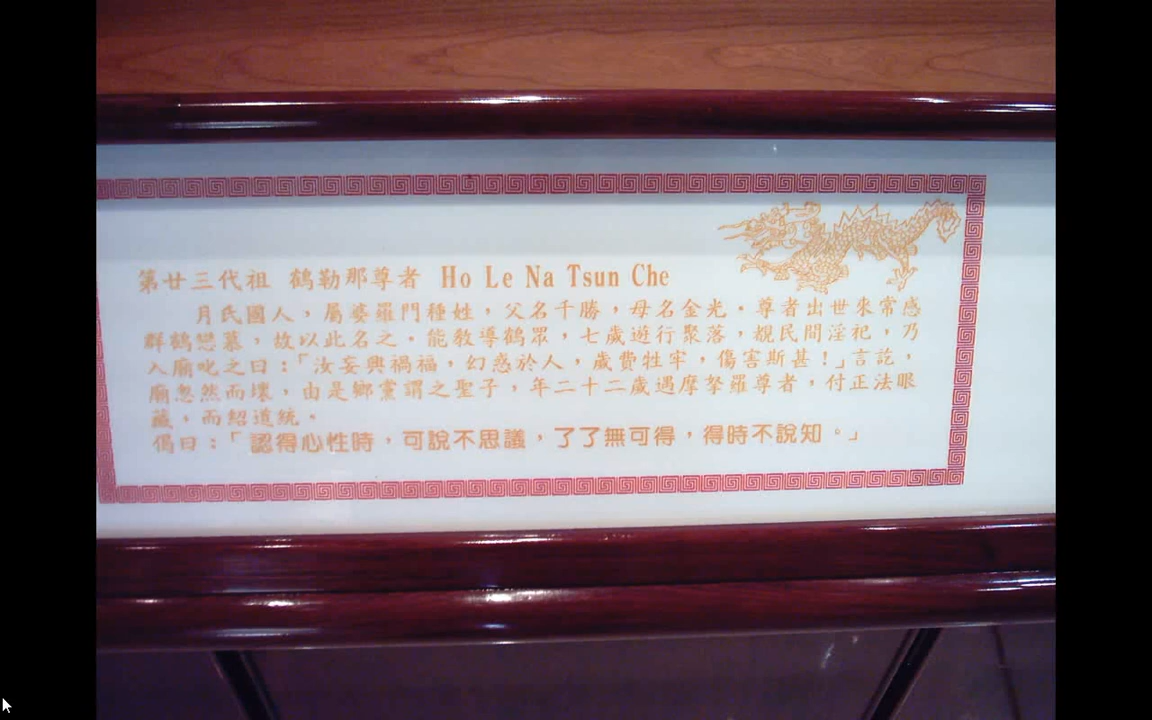 第廿三代祖 鶴勒那尊者 Ho Le Na Tsun Che
月氏國人，屬婆羅門種姓，父名千勝，母名金光。尊者出世來常感
群鶴戀慕，故以此名之。能教導鶴眾，七歲遊行聚落，覩民間淫祀，乃
入廟叱之曰：「汝妄興禍福，幻惑於人，歲費牲牢，傷害斯甚！」言訖，
廟忽然而壞，由是鄉黨謂之聖子，年二十二歲遇摩拏羅尊者，付正法眼
藏，而紹道統。
偈曰：「認得心性時，可說不思議，了了無可得，得時不說知。」